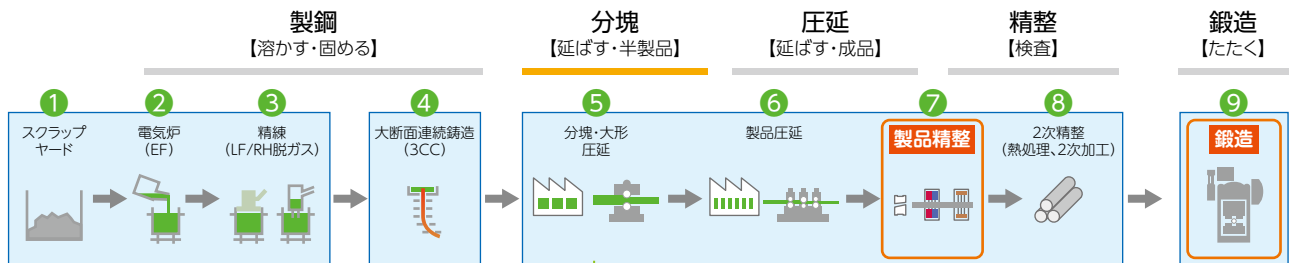 製鋼
【溶かす・固める】
分塊
【延ばす・半製品】
圧延
【延ばす・成品】
精整
【検査】
鍛造
【たたく】
1
スクラップ
ヤード
2
電気炉
(EF)
3
精練
(LF/RH脱ガス)
4
大断面連続鋳造
(3CC)
5
分塊・大形
圧延
6
製品圧延
7
製品精整
8
2次精整
(熱処理、2次加工)
9
鍛造